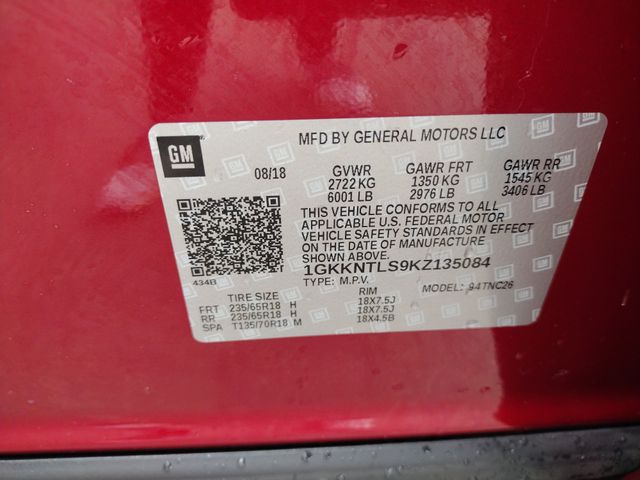 MFD BY GENERAL MOTORS LLC
GM
08/18 GVWR GAWR FRT GAWR RR
2722 KG 1350 KG 1545 KG
6001 LB 2976 LB 3406 LB
THIS VEHICLE CONFORMS TO ALL
APPLICABLE U.S. FEDERAL MOTOR
VEHICLE SAFETY STANDARDS IN EFFECT
ON THE DATE OF MANUFACTURE
SHOWN ABOVE.
1GKKNTLS9KZ135084
434B TYPE: M.P.V. MODEL: 94TNC26
TIRE SIZE RIM
FRT 235/65R18 H 18X7.5J
RR 235/65R18 H 18X7.5J
SPA T135/70R18 M 18X4.5B